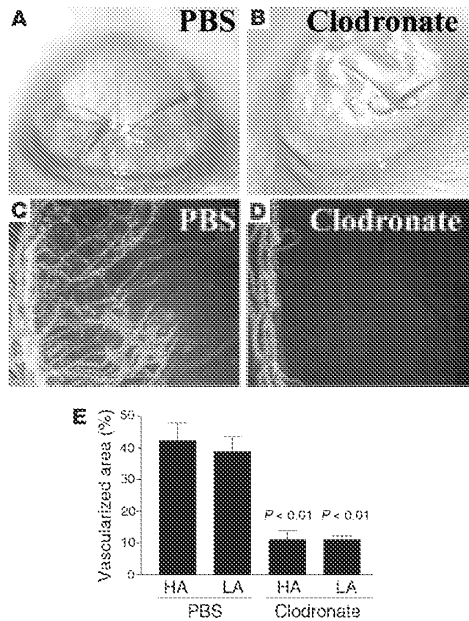 A PBS
B Clodronate
C PBS
D Clodronate
E
Vascularized area (%)
50
40
30
20
10
0
P < 0.01 P < 0.01
HA LA HA LA
PBS Clodronate